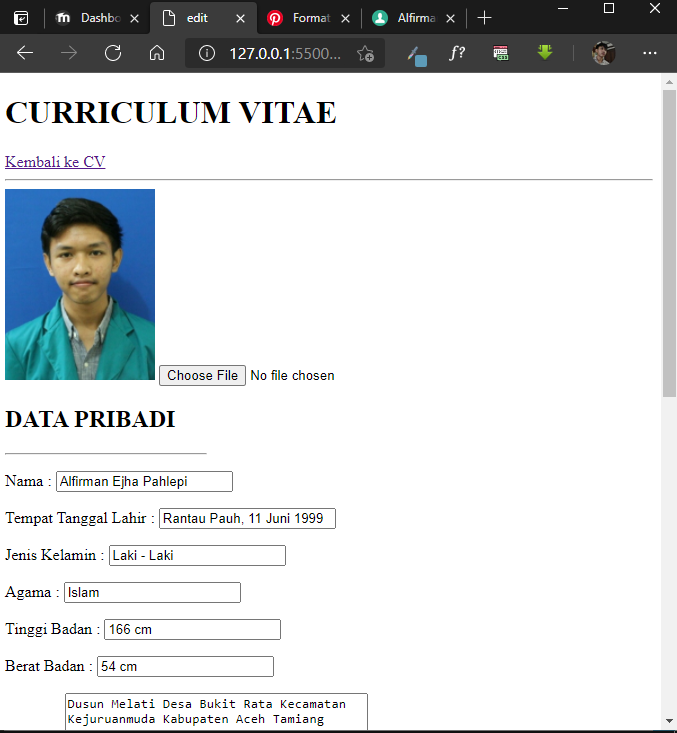 Dashbo
edit
Format
Alfirma
127.0.0.1:5500...
f?
CURRICULUM VITAE
Kembali ke CV
Choose File No file chosen
DATA PRIBADI
Nama : Alfirman Ejha Pahlepi
Tempat Tanggal Lahir : Rantau Pauh, 11 Juni 1999
Jenis Kelamin : Laki - Laki
Agama : Islam
Tinggi Badan : 166 cm
Berat Badan : 54 cm
Dusun Melati Desa Bukit Rata Kecamatan
Kejuruanmuda Kabupaten Aceh Tamiang